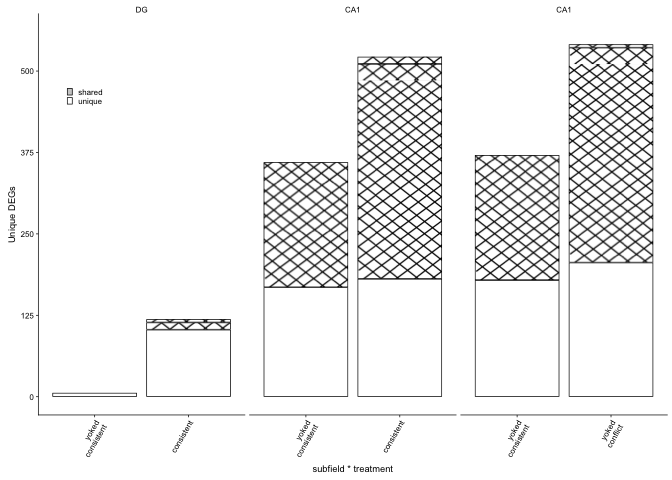 DG
CA1
CA1
Unique DEGs
500
375
250
125
0
shared
unique
yoked
consistent
consistent
yoked
consistent
consistent
yoked
consistent
yoked
conflict
subfield * treatment